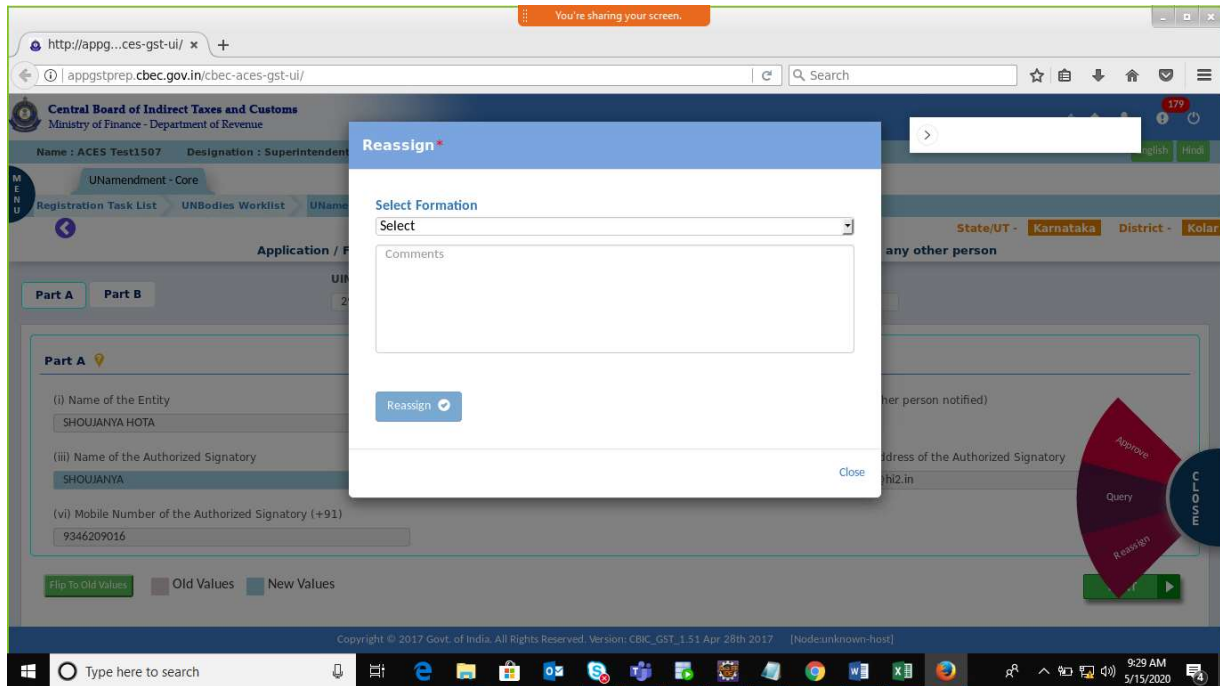 You're sharing your screen.
http://appg...ces-gst-ui/
appgstprep.cbec.gov.in/cbec-aces-gst-ui/
Search
Central Board of Indirect Taxes and Customs
Ministry of Finance - Department of Revenue
179
Name : ACES Test1507 Designation : Superintendent
English Hindi
MENU
UNamendment - Core
Registration Task List UNBodies Worklist UName
State/UT - Karnataka District - Kolar
Application / F any other person
Part A Part B
UIN
2
Reassign*
Select Formation
Select
Comments
Reassign
Close
Part A
(i) Name of the Entity
her person notified)
SHOUJANYA HOTA
(iii) Name of the Authorized Signatory
ddress of the Authorized Signatory
SHOUJANYA
@hi2.in
(vi) Mobile Number of the Authorized Signatory (+91)
9346209016
Approve
Query
Reassign
CLOSE
Flip To Old Values Old Values New Values
Copyright © 2017 Govt. of India. All Rights Reserved. Version: CBIC_GST_1.51 Apr 28th 2017 [Node:unknown-host]
Type here to search
9:29 AM
5/15/2020
4